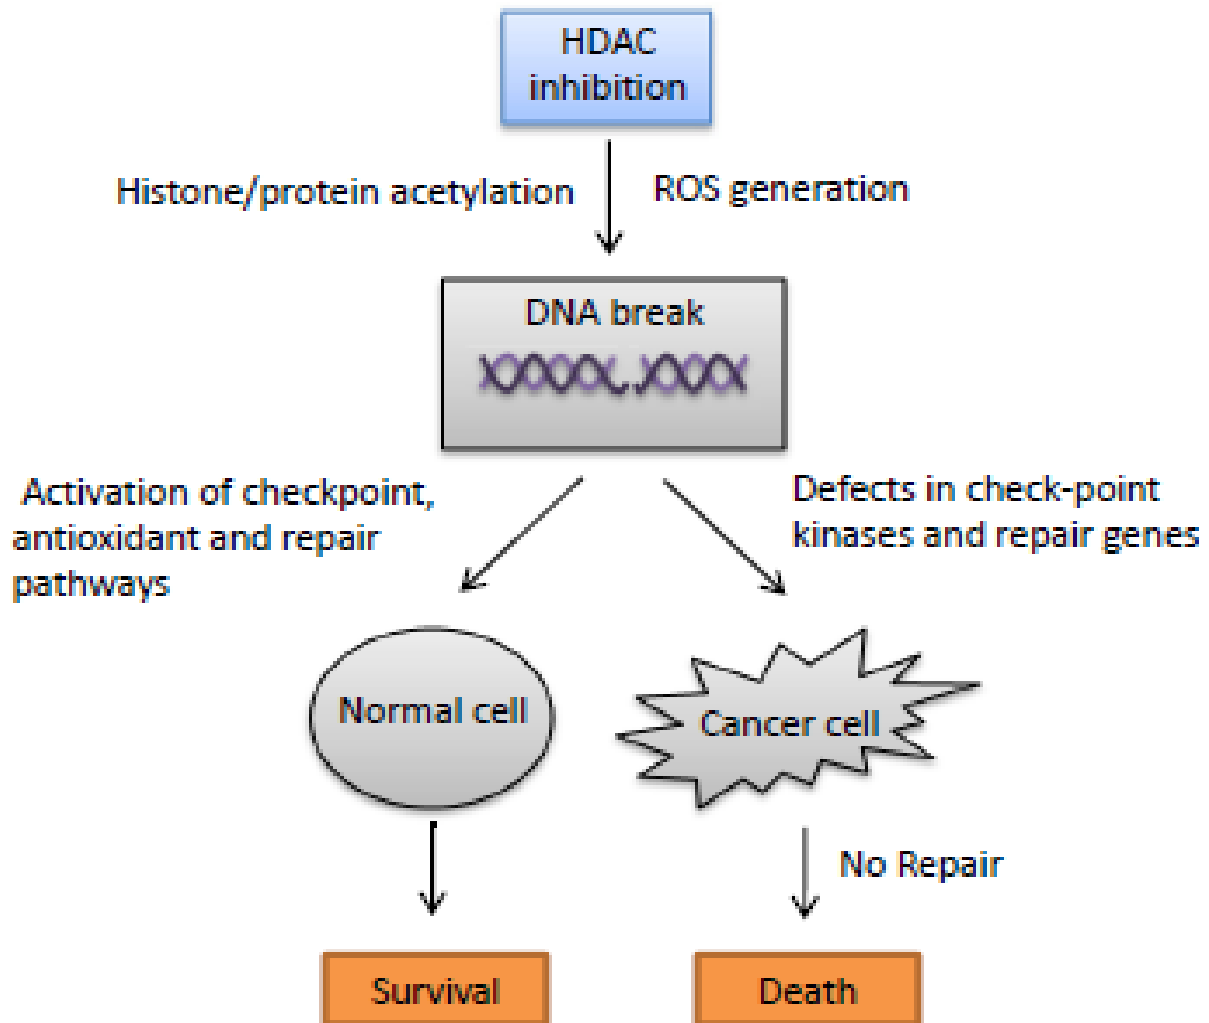 HDAC
inhibition
Histone/protein acetylation
ROS generation
DNA break
Activation of checkpoint,
antioxidant and repair
pathways
Defects in check-point
kinases and repair genes
Normal cell
Cancer cell
No Repair
Survival
Death